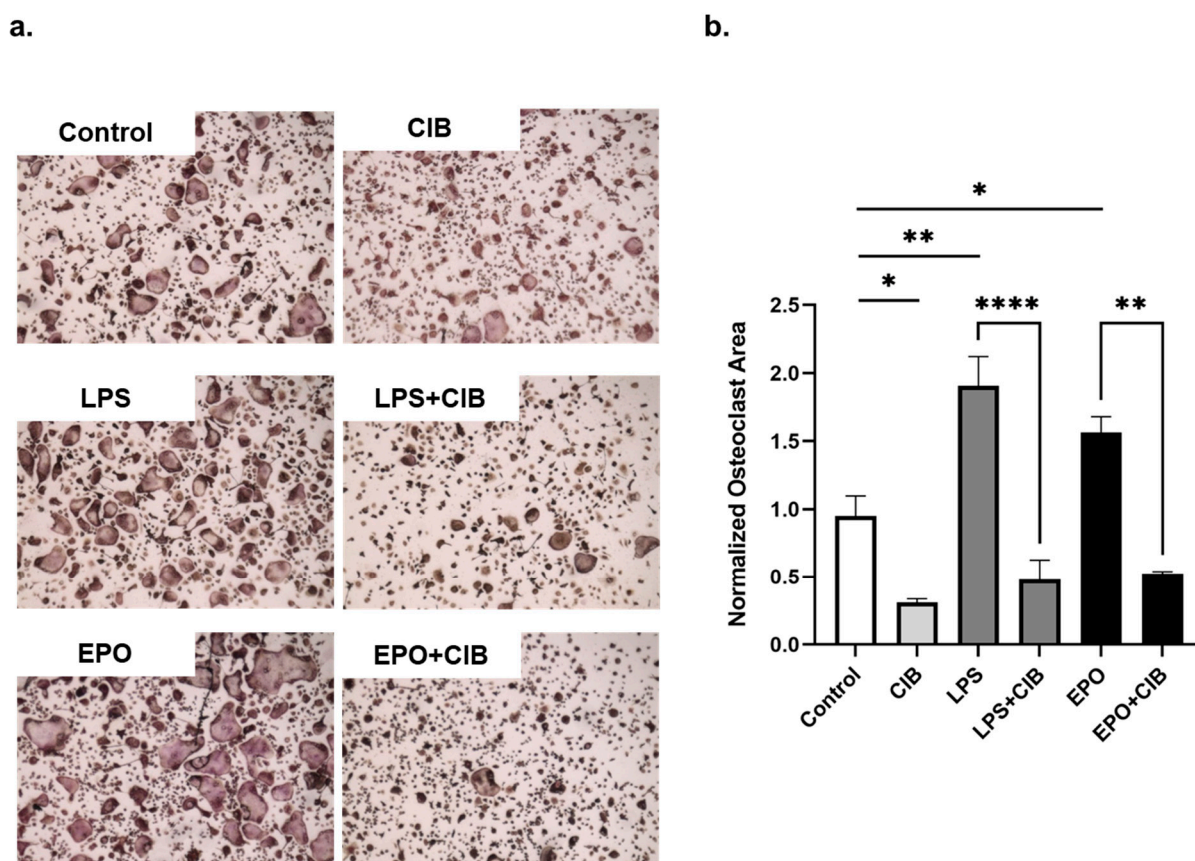 a.
Control
CIB
LPS
LPS+CIB
EPO
EPO+CIB
b.
*
**
*
****
**
Normalized Osteoclast Area
2.5
2.0
1.5
1.0
0.5
0.0
Control
CIB
LPS
LPS+CIB
EPO
EPO+CIB